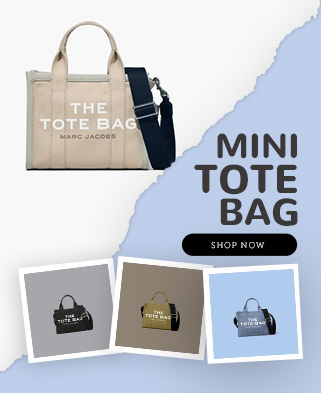 THE
TOTE BAG
MARC JACOBS
MINI
TOTE
BAG
SHOP NOW
THE
TOTE BAG
THE
TOTE BAG
THE
TOTE BAG